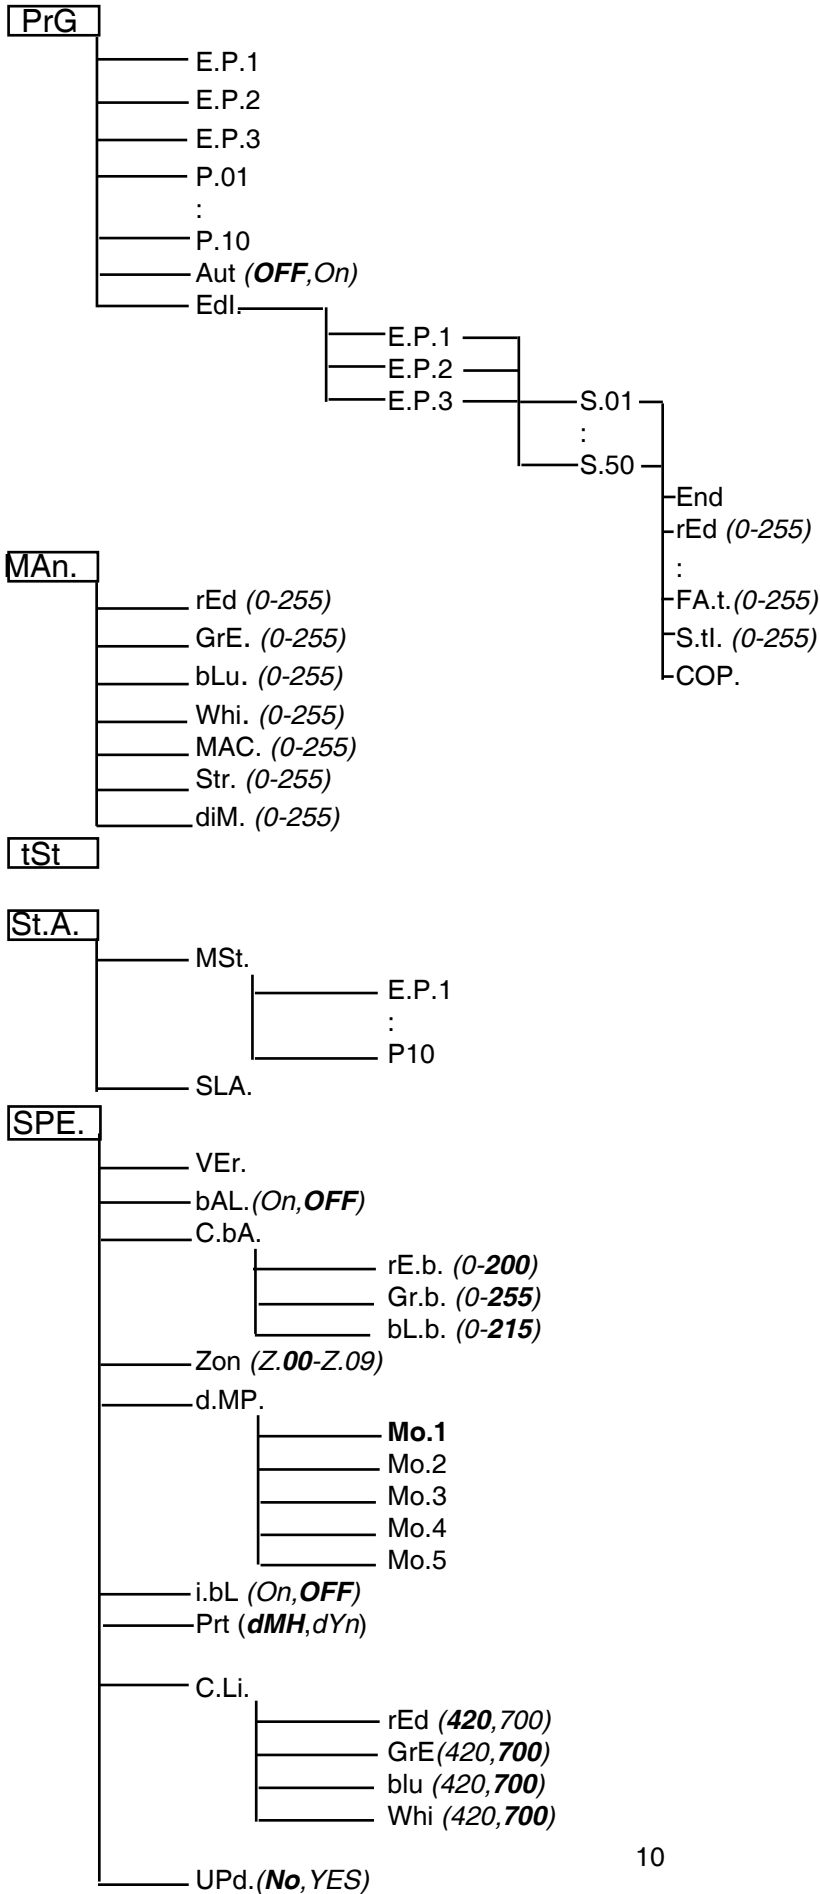 PrG
E.P.1
E.P.2
E.P.3
P.01
:
P.10
Aut (OFF,On)
EdI.
E.P.1
E.P.2
E.P.3
S.01
:
S.50
End
rEd (0-255)
:
FA.t.(0-255)
S.tI. (0-255)
COP.
MAn.
rEd (0-255)
GrE. (0-255)
bLu. (0-255)
Whi. (0-255)
MAC. (0-255)
Str. (0-255)
diM. (0-255)
tSt
St.A.
MSt.
E.P.1
:
P10
SLA.
SPE.
VEr.
bAL.(On,OFF)
C.bA.
rE.b. (0-200)
Gr.b. (0-255)
bL.b. (0-215)
Zon (Z.00-Z.09)
d.MP.
Mo.1
Mo.2
Mo.3
Mo.4
Mo.5
i.bL (On,OFF)
Prt (dMH,dYn)
C.Li.
rEd (420,700)
GrE(420,700)
blu (420,700)
Whi (420,700)
UPd.(No,YES)
10